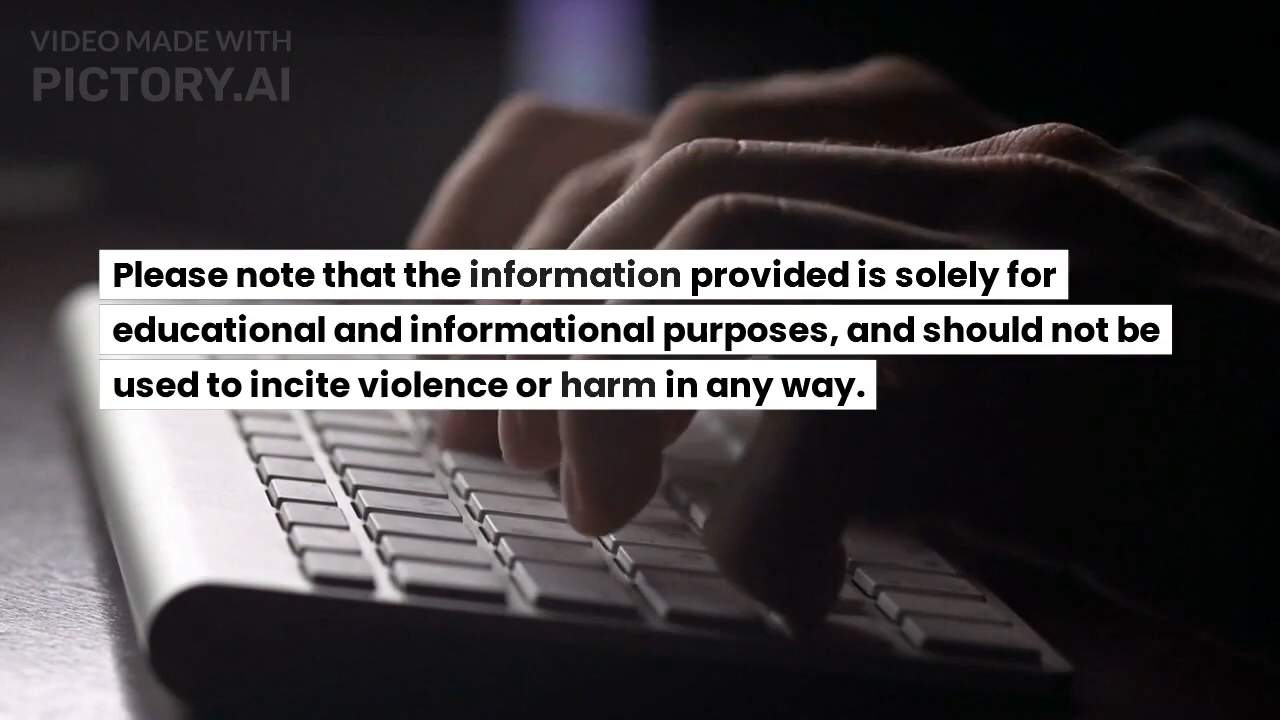 VIDEO MADE WITH
PICTORY.AI
Please note that the information provided is solely for
educational and informational purposes, and should not be
used to incite violence or harm in any way.